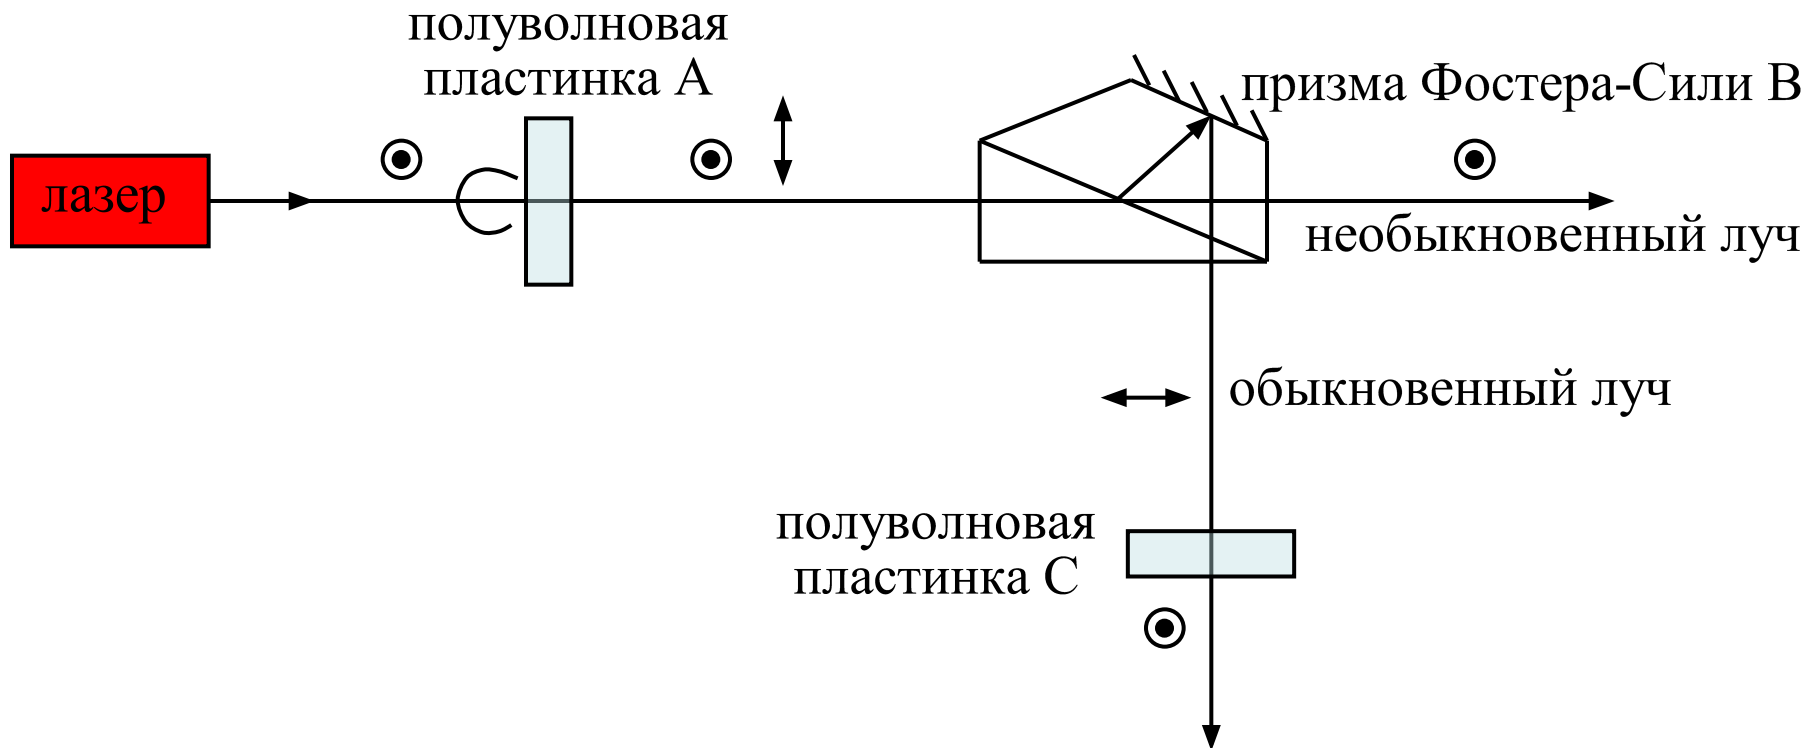 полуволновая
пластинка А
призма Фостера-Сили В
лазер
необыкновенный луч
обыкновенный луч
полуволновая
пластинка С